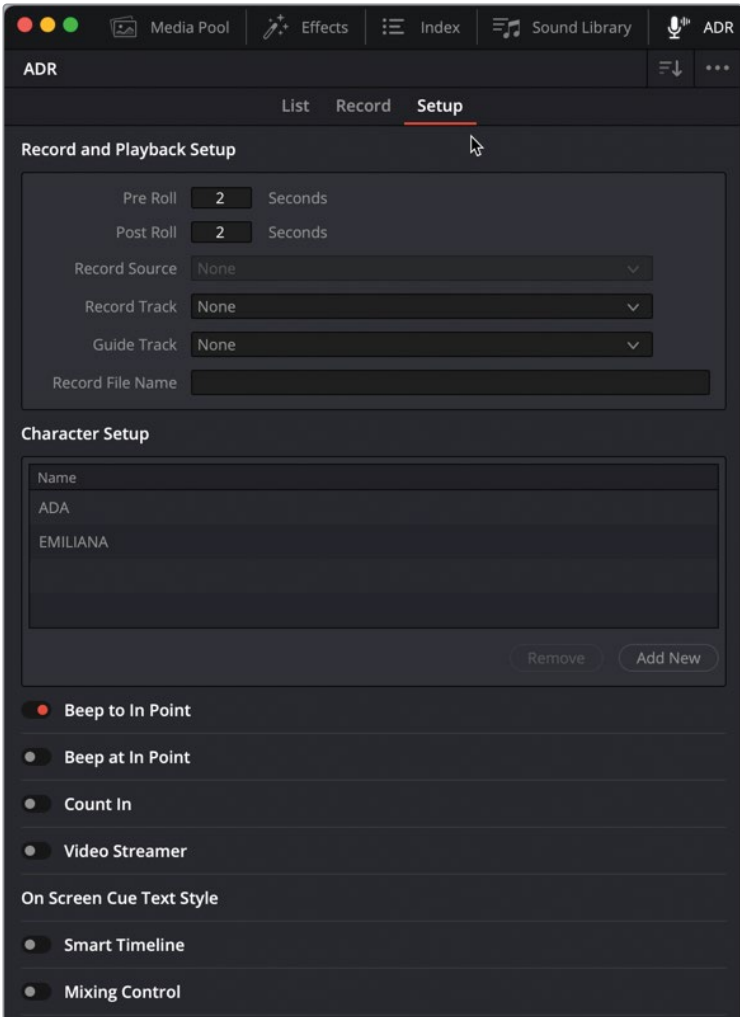 Media Pool Effects Index Sound Library ADR
ADR
List Record Setup
Record and Playback Setup
Pre Roll 2 Seconds
Post Roll 2 Seconds
Record Source None
Record Track None
Guide Track None
Record File Name
Character Setup
Name
ADA
EMILIANA
Remove Add New
Beep to In Point
Beep at In Point
Count In
Video Streamer
On Screen Cue Text Style
Smart Timeline
Mixing Control